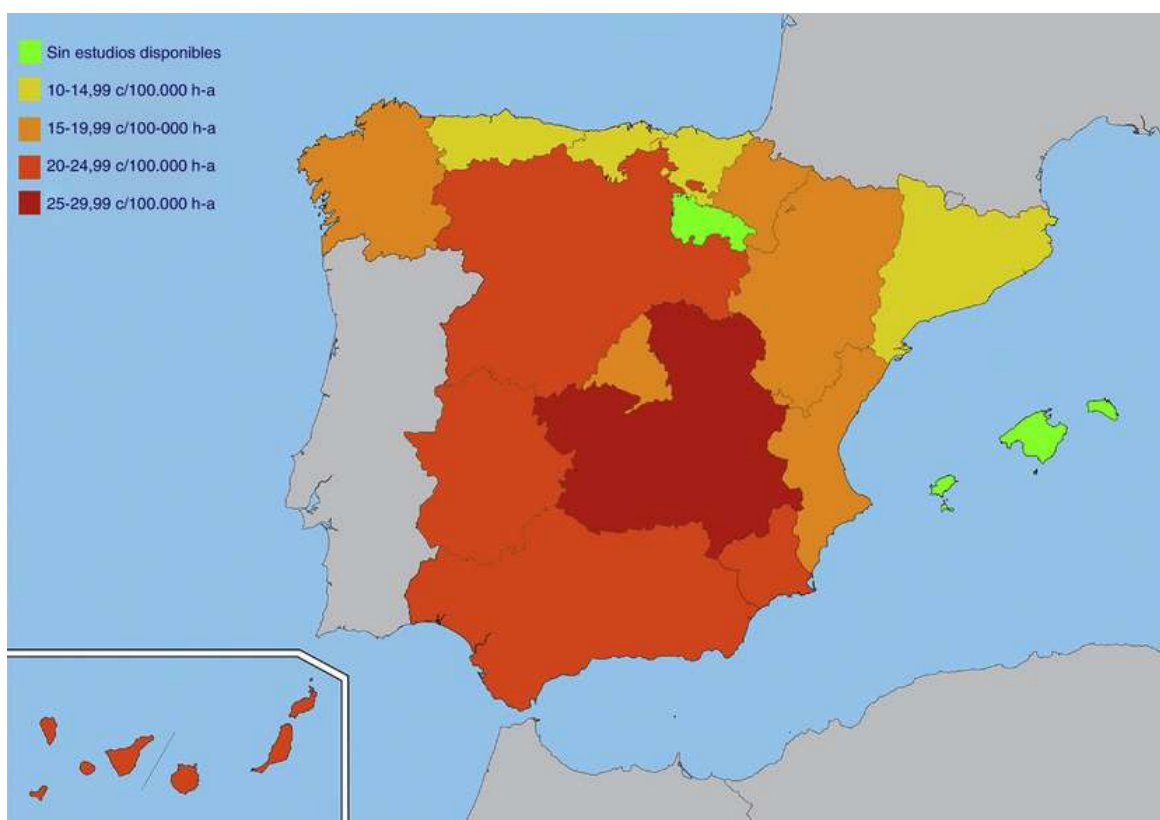 Sin estudios disponibles
10-14,99 c/100.000 h-a
15-19,99 c/100-000 h-a
20-24,99 c/100.000 h-a
25-29,99 c/100.000 h-a